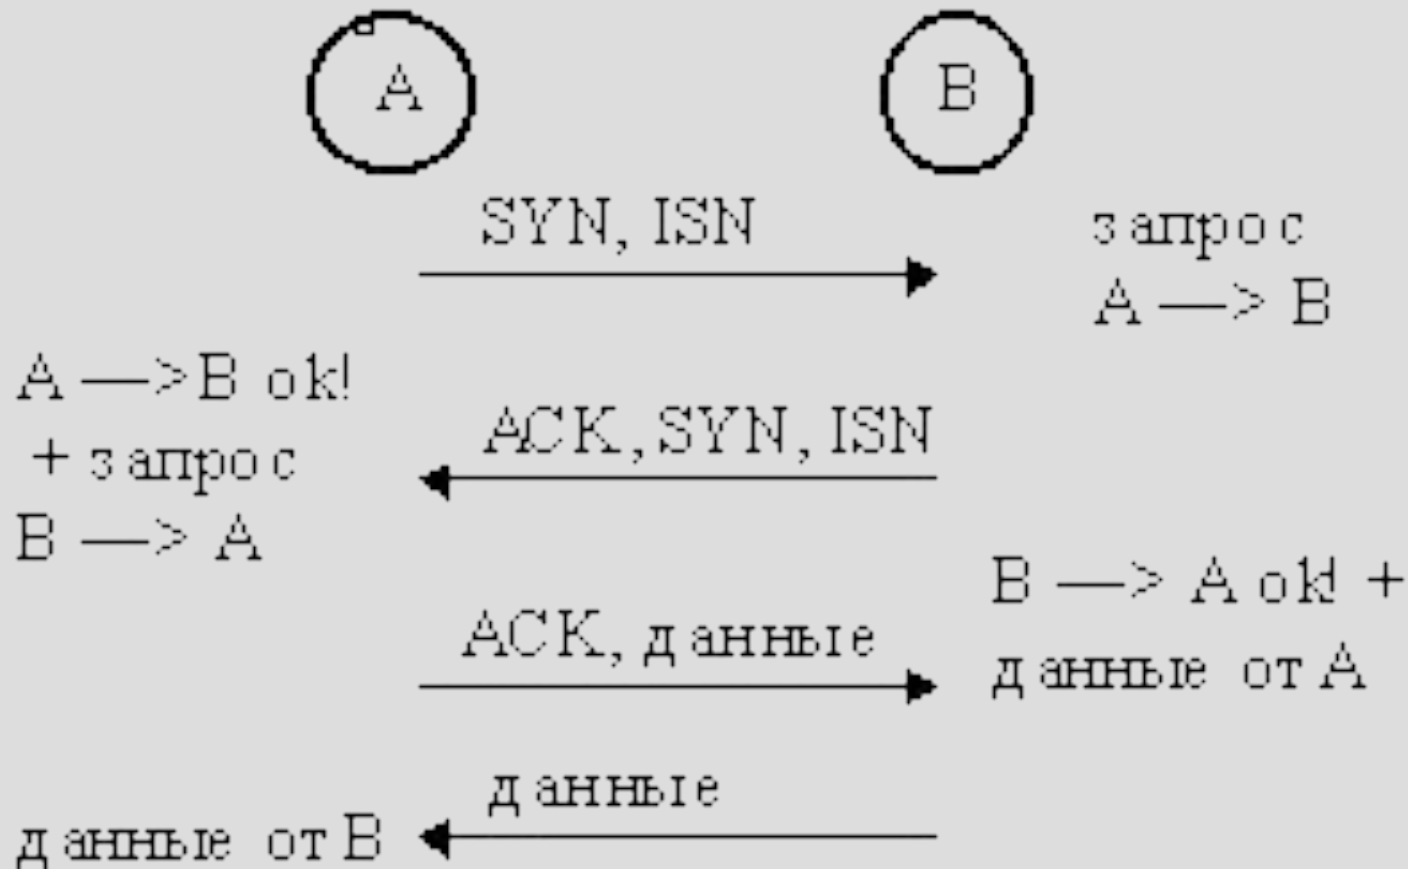 A
B
SYN, ISN
запрос
A —> B
A —>B ok!
+ запрос
B —> A
ACK, SYN, ISN
B —> A ok! +
данные от A
ACK, данные
данные
данные от B